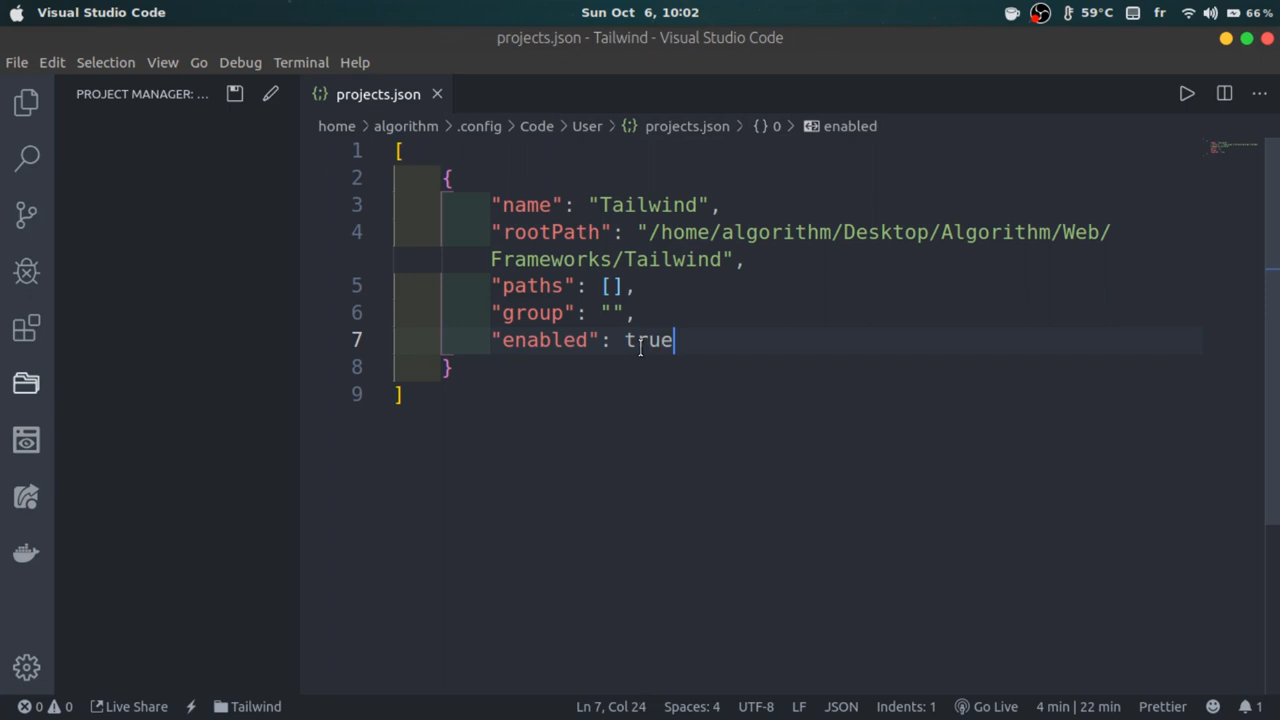 Visual Studio Code
Sun Oct 6, 10:02
59°C
fr
66%
projects.json - Tailwind - Visual Studio Code
File Edit Selection View Go Debug Terminal Help
PROJECT MANAGER: ...
projects.json
home > algorithm > .config > Code > User > projects.json > {} 0 > enabled
1 [
2 {
3 "name": "Tailwind",
4 "rootPath": "/home/algorithm/Desktop/Algorithm/Web/
Frameworks/Tailwind",
5 "paths": [],
6 "group": "",
7 "enabled": true
8 }
9 ]
0 0 Live Share Tailwind Ln 7, Col 24 Spaces: 4 UTF-8 LF JSON Indents: 1 Go Live 4 min | 22 min Prettier 1